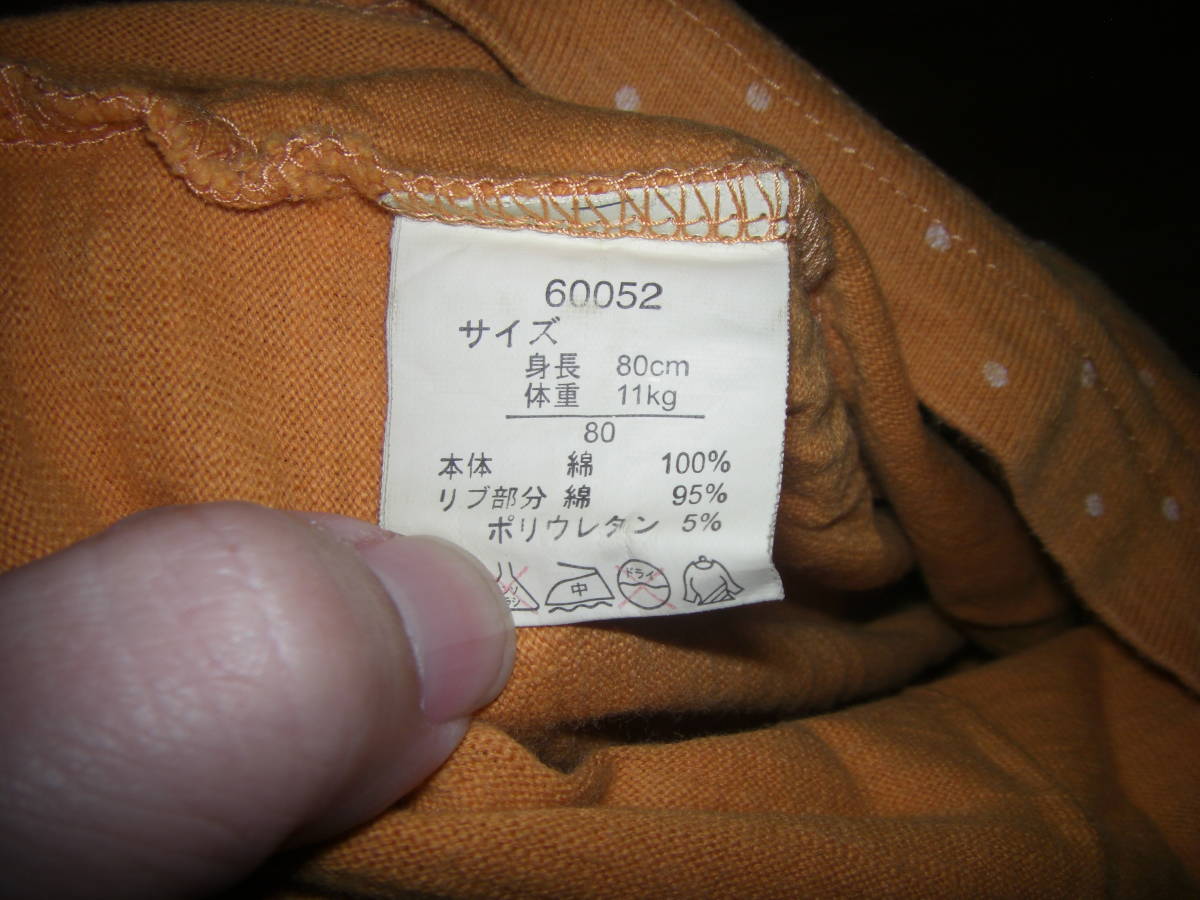 60052
サイズ
身長 80cm
体重 11kg
80
本体 綿 100%
リブ部分 綿 95%
ポリウレタン 5%
中 ドライ